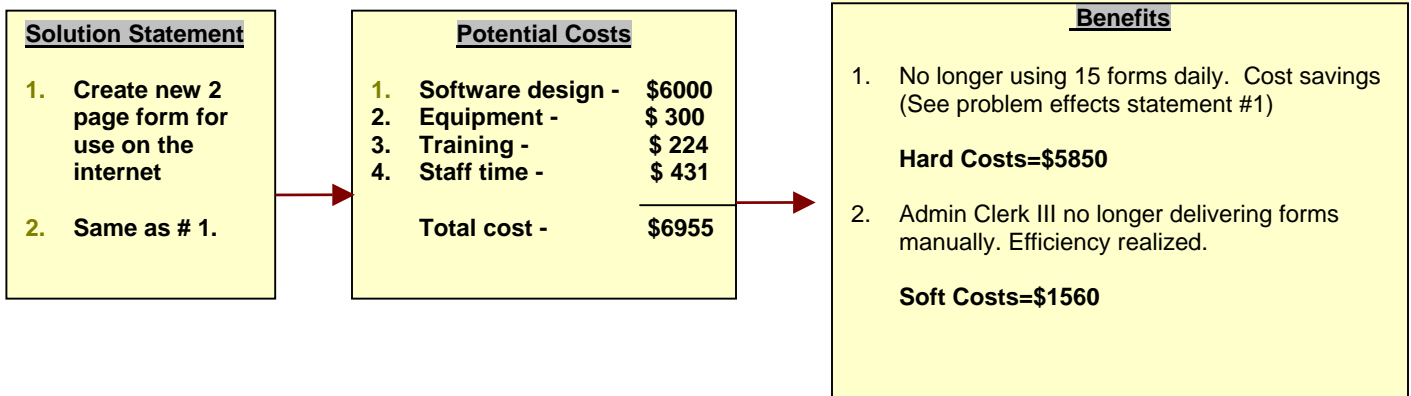 Solution Statement
1. Create new 2
page form for
use on the
internet
2. Same as # 1.
Potential Costs
1. Software design - $6000
2. Equipment - $ 300
3. Training - $ 224
4. Staff time - $ 431
Total cost - $6955
Benefits
1. No longer using 15 forms daily. Cost savings
(See problem effects statement #1)
Hard Costs=$5850
2. Admin Clerk III no longer delivering forms
manually. Efficiency realized.
Soft Costs=$1560